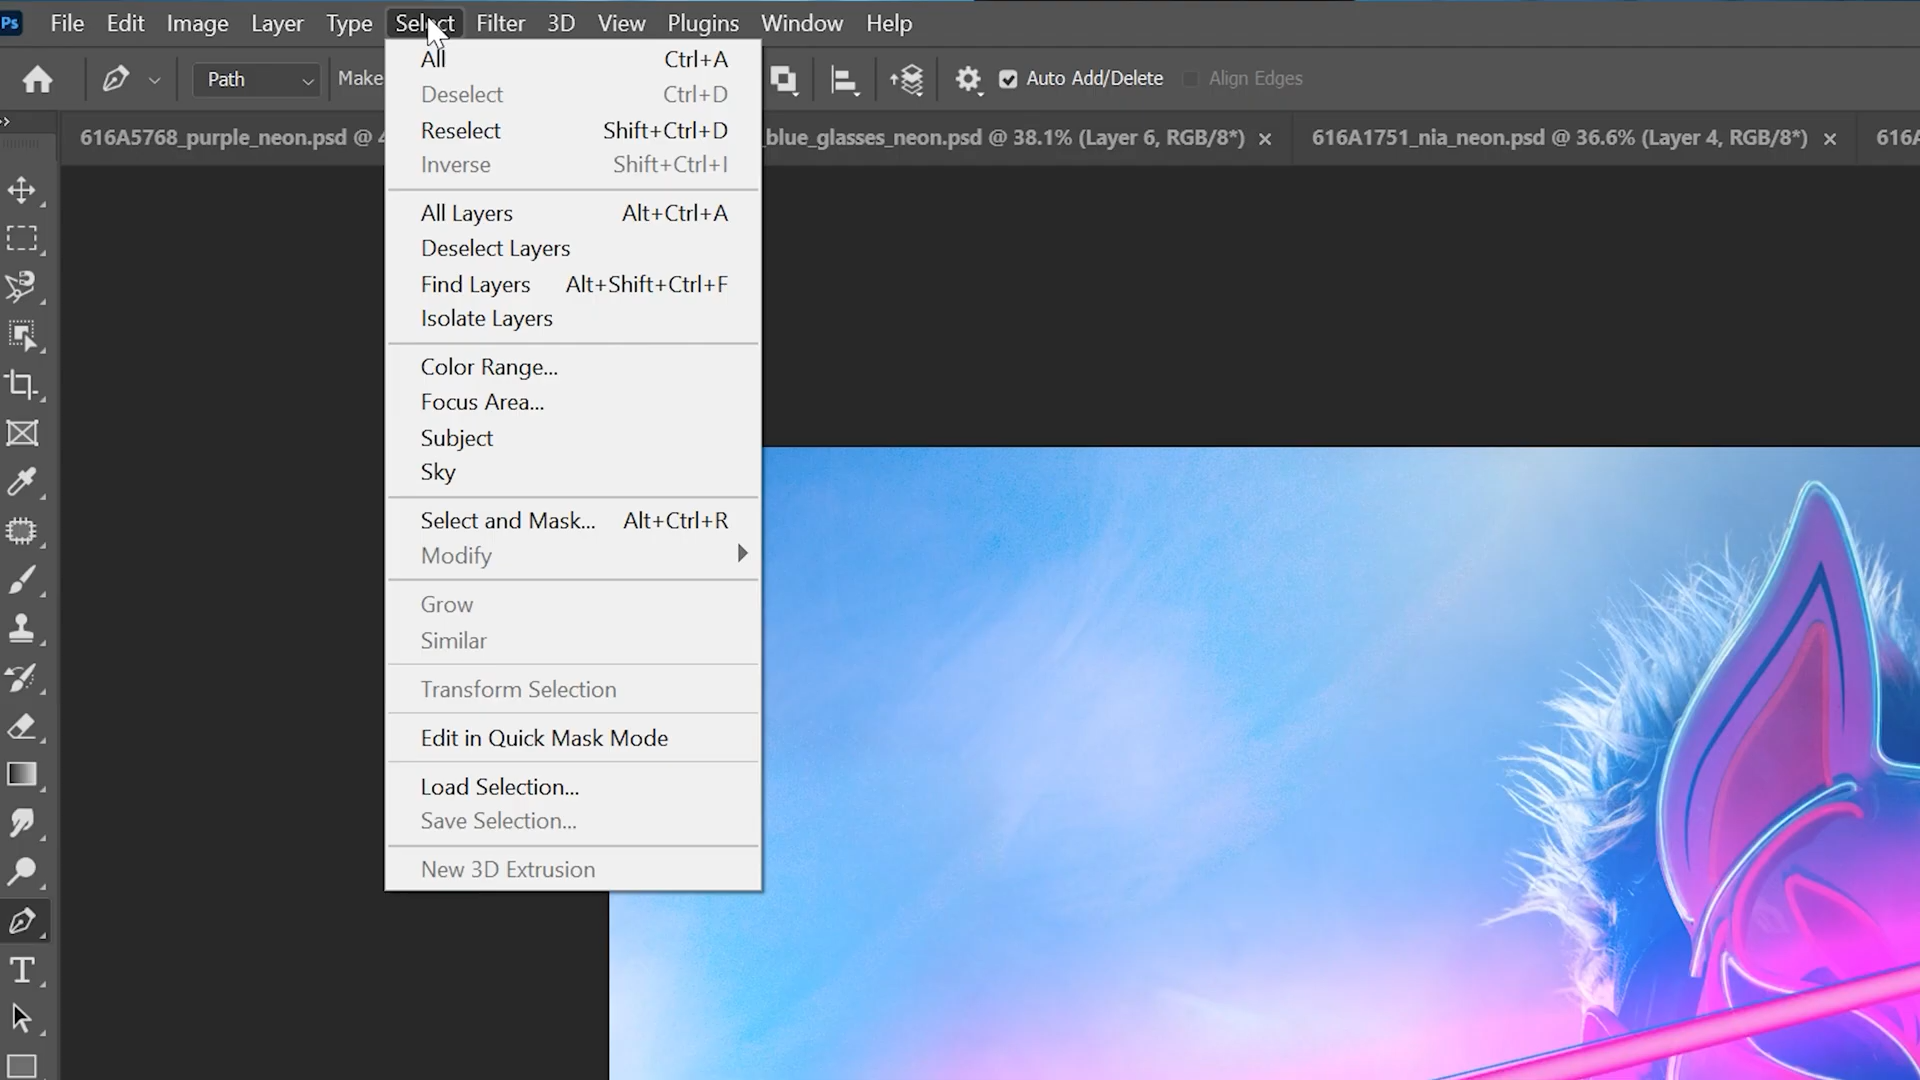 Ps File Edit Image Layer Type Select Filter 3D View Plugins Window Help
Path Make Auto Add/Delete Align Edges
616A5768_purple_neon.psd @ _blue_glasses_neon.psd @ 38.1% (Layer 6, RGB/8*) × 616A1751_nia_neon.psd @ 36.6% (Layer 4, RGB/8*) ×
All Ctrl+A
Deselect Ctrl+D
Reselect Shift+Ctrl+D
Inverse Shift+Ctrl+I
All Layers Alt+Ctrl+A
Deselect Layers
Find Layers Alt+Shift+Ctrl+F
Isolate Layers
Color Range...
Focus Area...
Subject
Sky
Select and Mask... Alt+Ctrl+R
Modify
Grow
Similar
Transform Selection
Edit in Quick Mask Mode
Load Selection...
Save Selection...
New 3D Extrusion